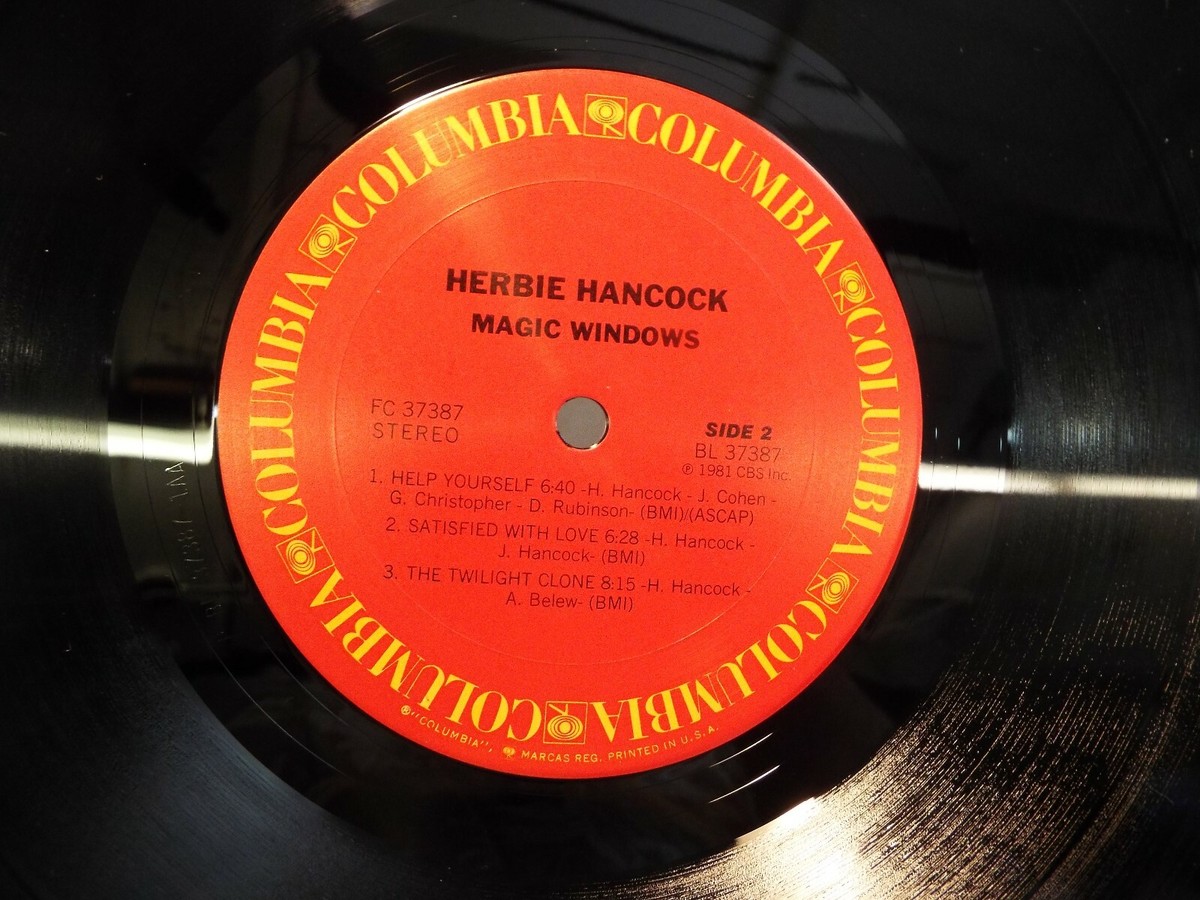 COLUMBIA COLUMBIA COLUMBIA COLUMBIA COLUMBIA COLUMBIA COLUMBIA
HERBIE HANCOCK
MAGIC WINDOWS
FC 37387
STEREO
SIDE 2
BL 37387
℗ 1981 CBS Inc.
1. HELP YOURSELF 6:40 -H. Hancock - J. Cohen -
G. Christopher - D. Rubinson- (BMI)/(ASCAP)
2. SATISFIED WITH LOVE 6:28 -H. Hancock -
J. Hancock- (BMI)
3. THE TWILIGHT CLONE 8:15 -H. Hancock -
A. Belew- (BMI)
®"COLUMBIA", MARCAS REG. PRINTED IN U.S.A.